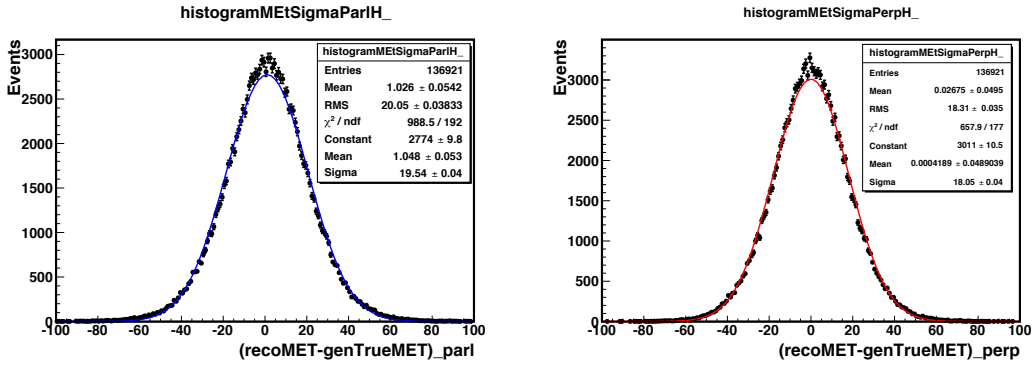 histogramMEtSigmaParlH_
Events
3000
2500
2000
1500
1000
500
0
-100 -80 -60 -40 -20 0 20 40 60 80 100
(recoMET-genTrueMET)_parl
histogramMEtSigmaParlH_
Entries 136921
Mean 1.026 ± 0.0542
RMS 20.05 ± 0.03833
χ² / ndf 988.5 / 192
Constant 2774 ± 9.8
Mean 1.048 ± 0.053
Sigma 19.54 ± 0.04
histogramMEtSigmaPerpH_
Events
3000
2500
2000
1500
1000
500
0
-100 -80 -60 -40 -20 0 20 40 60 80 100
(recoMET-genTrueMET)_perp
histogramMEtSigmaPerpH_
Entries 136921
Mean 0.02675 ± 0.0495
RMS 18.31 ± 0.035
χ² / ndf 657.9 / 177
Constant 3011 ± 10.5
Mean 0.0004189 ± 0.0489039
Sigma 18.05 ± 0.04